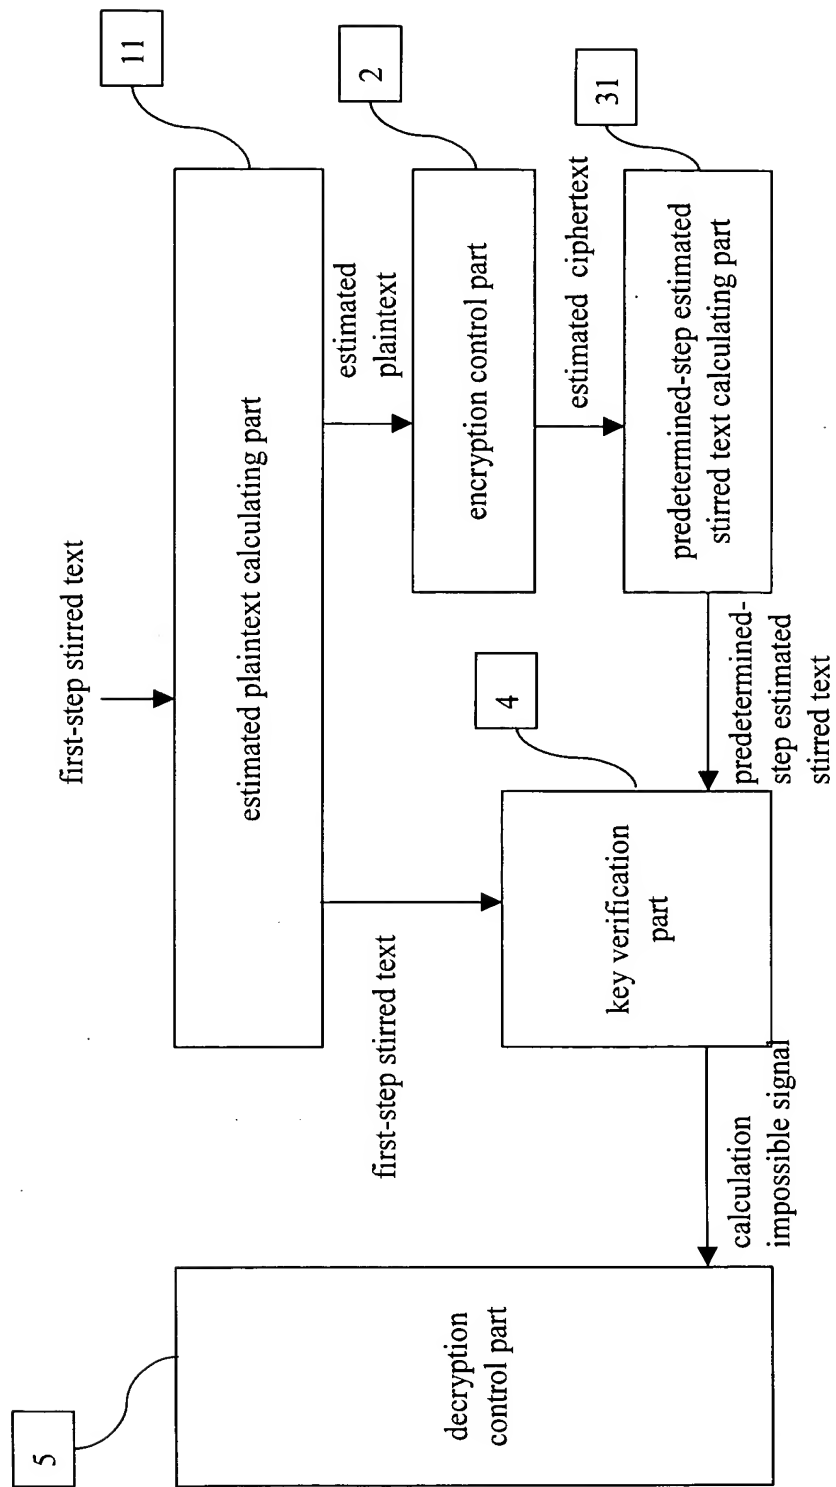 first-step stirred text
11
estimated plaintext calculating part
estimated
plaintext
2
encryption control part
estimated ciphertext
31
predetermined-step estimated
stirred text calculating part
predetermined-
step estimated
stirred text
first-step stirred text
4
key verification
part
calculation
impossible signal
5
decryption
control part